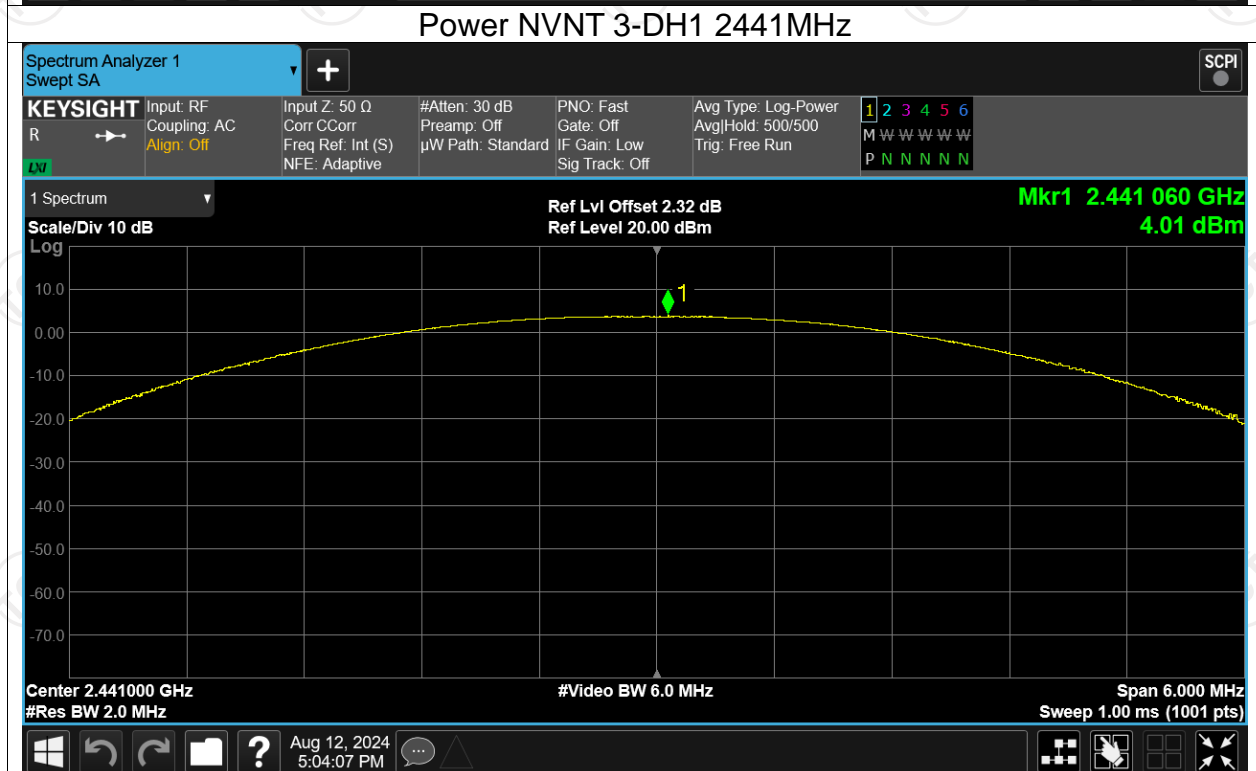 Power NVNT 3-DH1 2441MHz
Spectrum Analyzer 1
Swept SA
+
SCPI
KEYSIGHT
R
LXI
Input: RF
Coupling: AC
Align: Off
Input Z: 50 Ω
Corr CCorr
Freq Ref: Int (S)
NFE: Adaptive
#Atten: 30 dB
Preamp: Off
µW Path: Standard
PNO: Fast
Gate: Off
IF Gain: Low
Sig Track: Off
Avg Type: Log-Power
Avg|Hold: 500/500
Trig: Free Run
1 2 3 4 5 6
M W W W W W
P N N N N N
1 Spectrum
Scale/Div 10 dB
Ref Lvl Offset 2.32 dB
Ref Level 20.00 dBm
Mkr1 2.441 060 GHz
4.01 dBm
Log
10.0
0.00
-10.0
-20.0
-30.0
-40.0
-50.0
-60.0
-70.0
1
Center 2.441000 GHz
#Res BW 2.0 MHz
#Video BW 6.0 MHz
Span 6.000 MHz
Sweep 1.00 ms (1001 pts)
?
Aug 12, 2024
5:04:07 PM